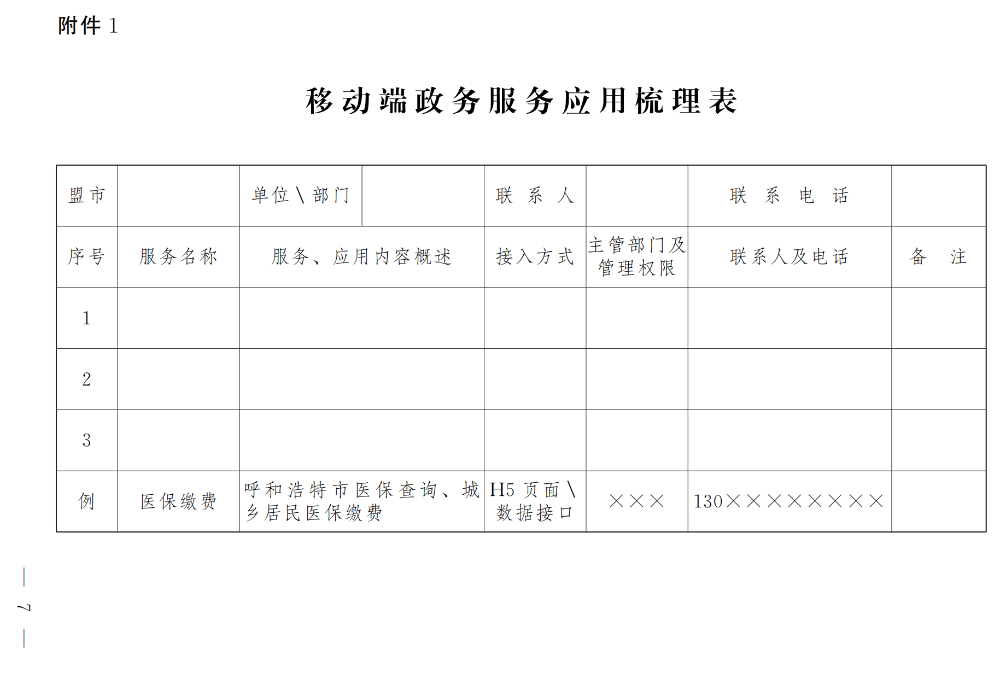 附件 1
移动端政务服务应用梳理表
盟市 单位\部门 联系人 联系电话
序号 服务名称 服务、应用内容概述 接入方式 主管部门及管理权限 联系人及电话 备注
1
2
3
例 医保缴费 呼和浩特市医保查询、城乡居民医保缴费 H5 页面\数据接口 ××× 130××××××××
— 7 —